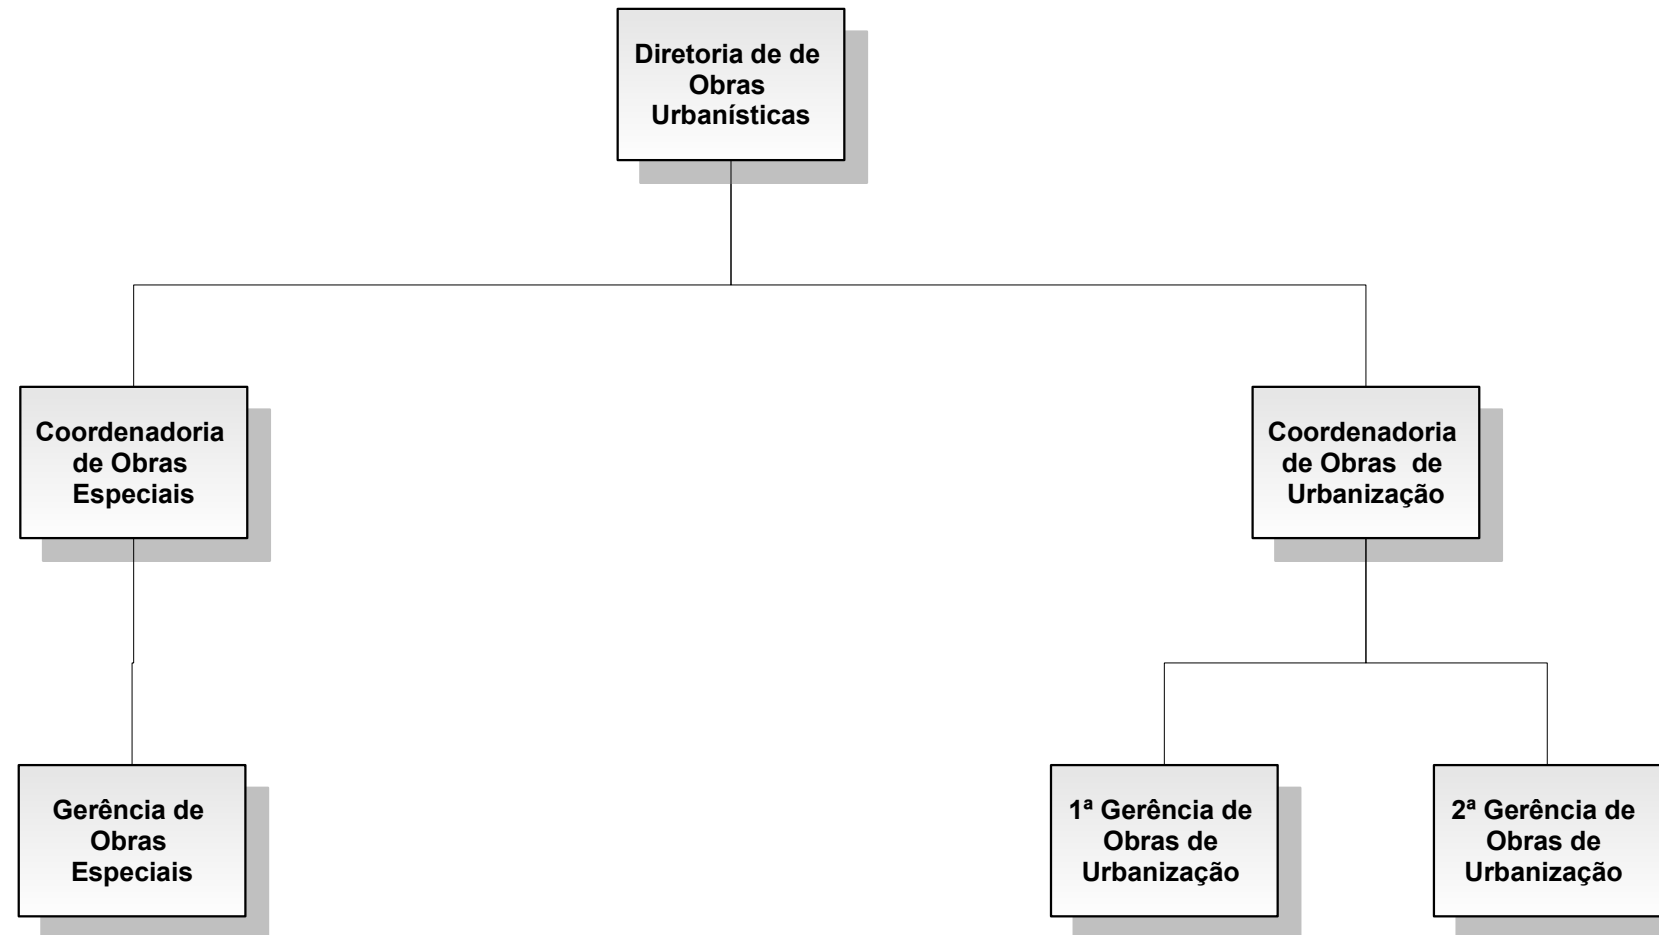 Diretoria de de
Obras
Urbanísticas
Coordenadoria
de Obras
Especiais
Coordenadoria
de Obras  de
Urbanização
Gerência de
Obras
Especiais
1ª Gerência de
Obras de
Urbanização
2ª Gerência de
Obras de
Urbanização